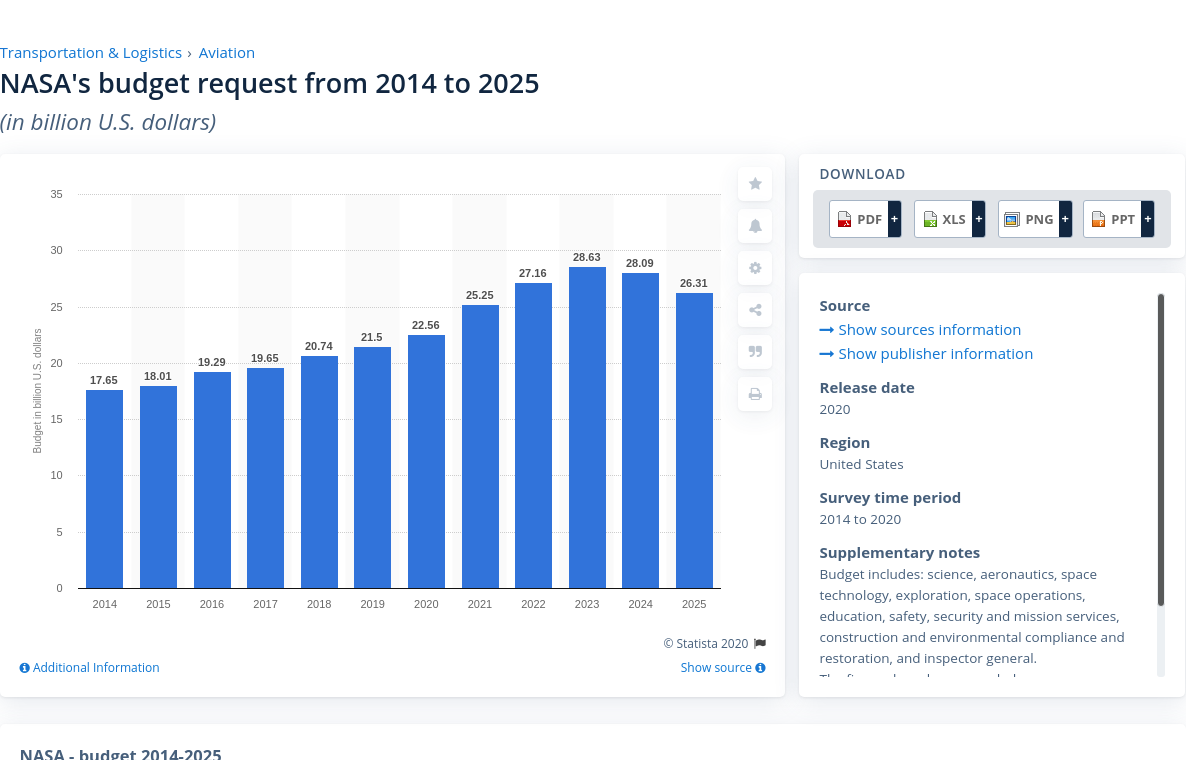 Transportation & Logistics › Aviation
NASA's budget request from 2014 to 2025
(in billion U.S. dollars)
Budget in billion U.S. dollars
35
30
25
20
15
10
5
0
17.65
18.01
19.29
19.65
20.74
21.5
22.56
25.25
27.16
28.63
28.09
26.31
2014 2015 2016 2017 2018 2019 2020 2021 2022 2023 2024 2025
© Statista 2020
Additional Information
Show source
DOWNLOAD
PDF + XLS + PNG + PPT +
Source
Show sources information
Show publisher information
Release date
2020
Region
United States
Survey time period
2014 to 2020
Supplementary notes
Budget includes: science, aeronautics, space
technology, exploration, space operations,
education, safety, security and mission services,
construction and environmental compliance and
restoration, and inspector general.
NASA - budget 2014-2025